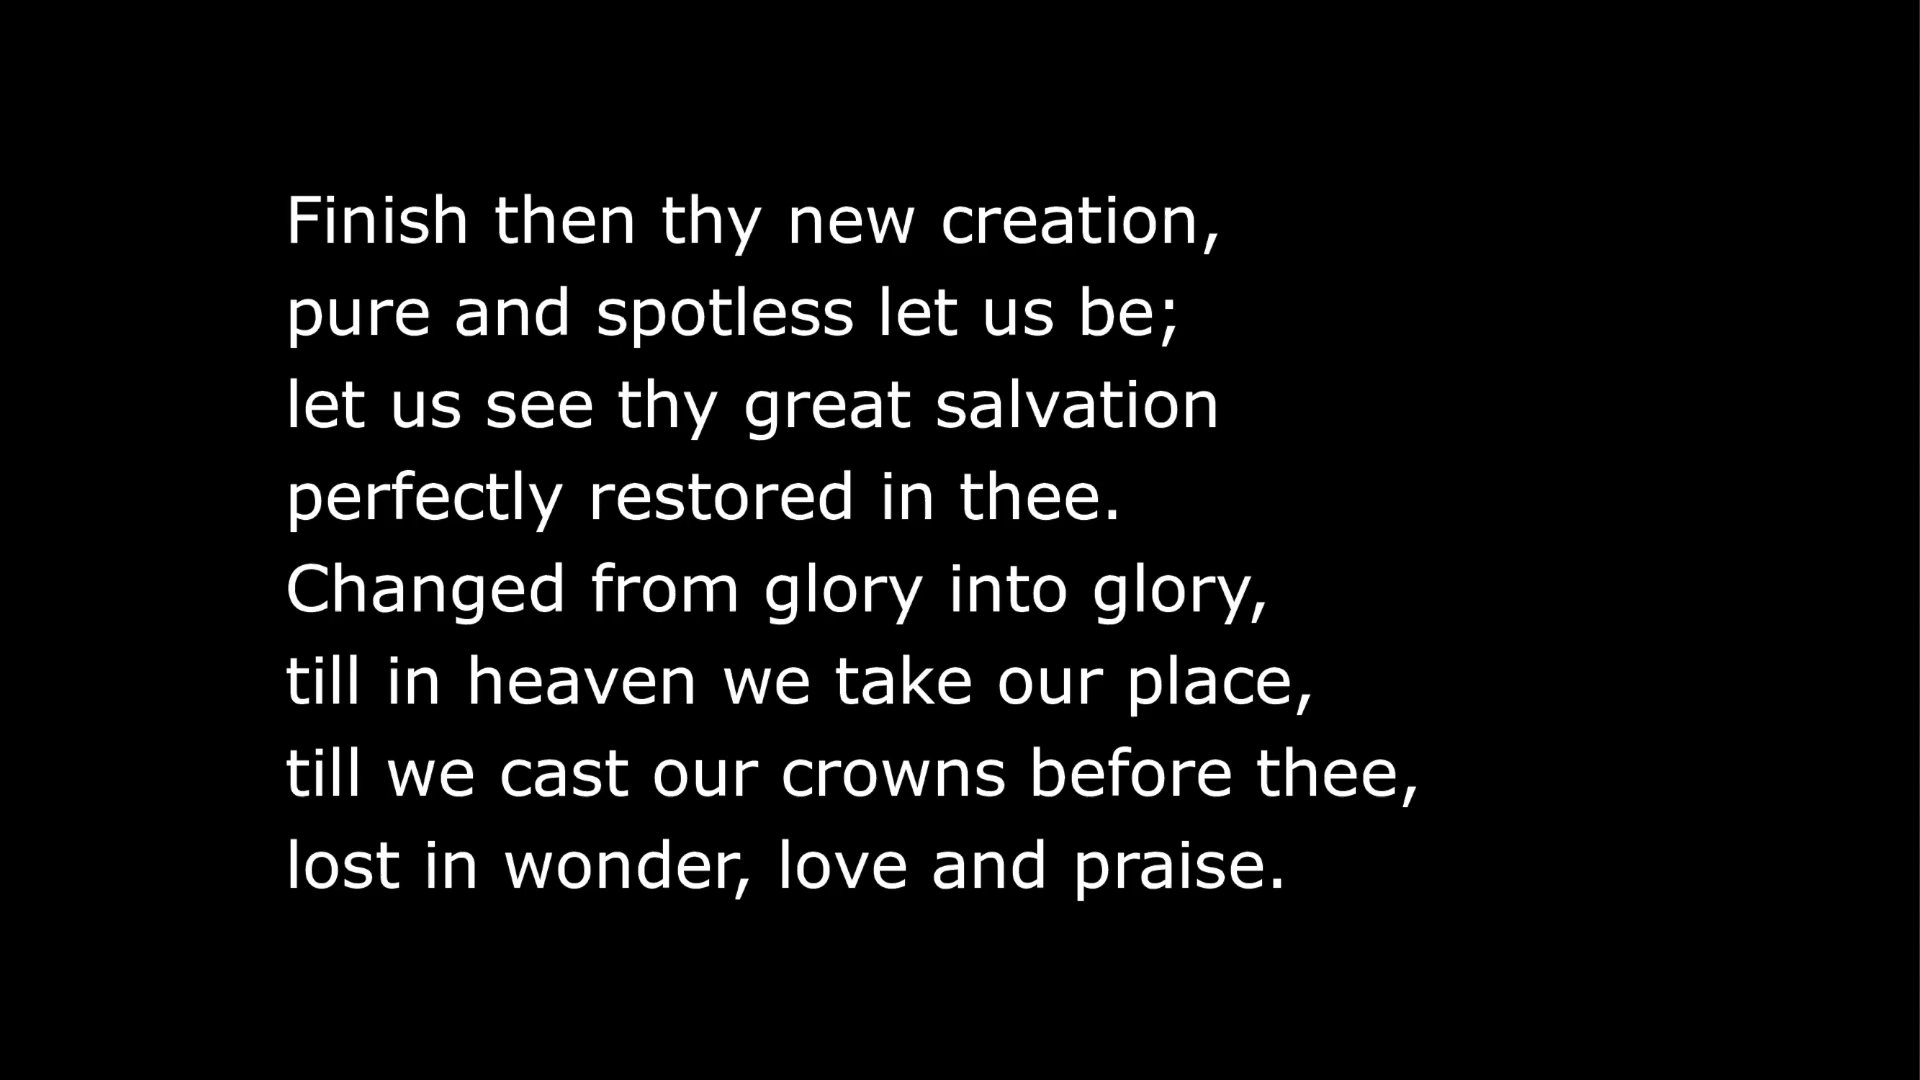 Finish then thy new creation,
pure and spotless let us be;
let us see thy great salvation
perfectly restored in thee.
Changed from glory into glory,
till in heaven we take our place,
till we cast our crowns before thee,
lost in wonder, love and praise.